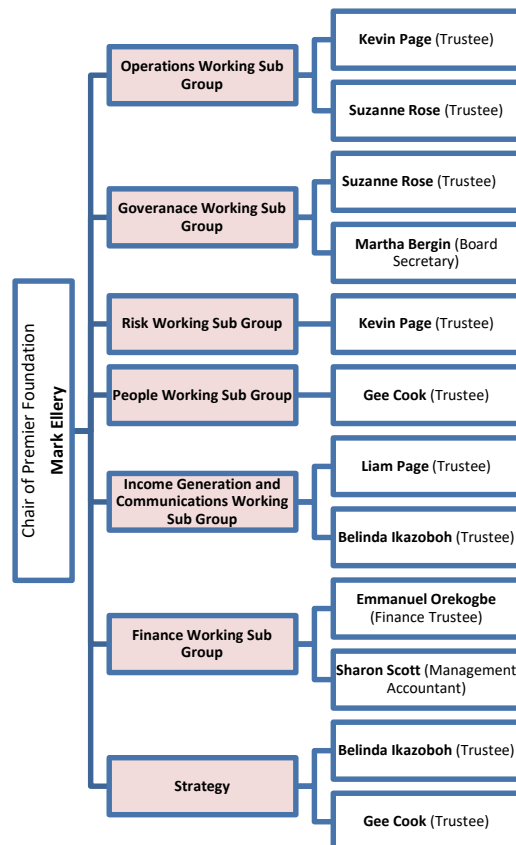 Chair of Premier Foundation
Mark Ellery
Operations Working Sub
Group
Kevin Page (Trustee)
Suzanne Rose (Trustee)
Goveranace Working Sub
Group
Suzanne Rose (Trustee)
Martha Bergin (Board
Secretary)
Risk Working Sub Group
Kevin Page (Trustee)
People Working Sub Group
Gee Cook (Trustee)
Income Generation and
Communications Working
Sub Group
Liam Page (Trustee)
Belinda Ikazoboh (Trustee)
Finance Working Sub
Group
Emmanuel Orekogbe
(Finance Trustee)
Sharon Scott (Management
Accountant)
Strategy
Belinda Ikazoboh (Trustee)
Gee Cook (Trustee)